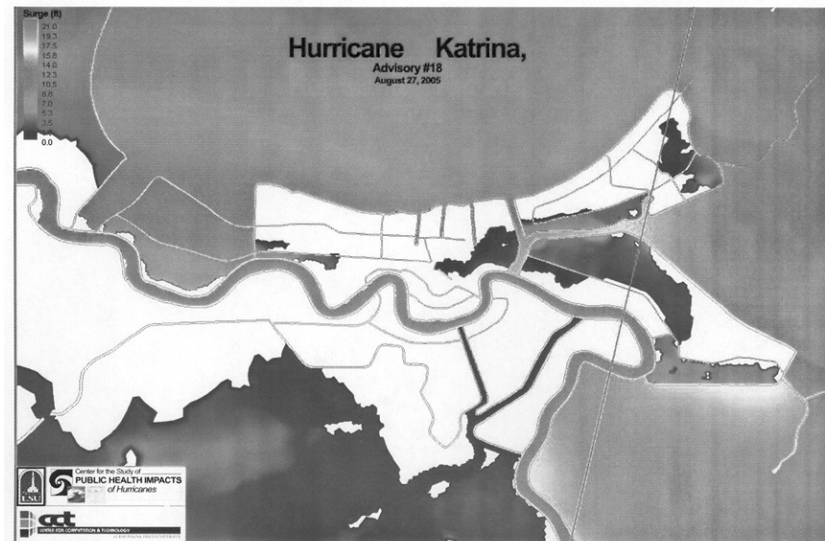 Surge (ft)
21.0
19.3
17.5
15.8
14.0
12.3
10.5
8.8
7.0
5.3
3.5
0.0
Hurricane Katrina,
Advisory #18
August 27, 2005
LSU
Center for the Study of
PUBLIC HEALTH IMPACTS
of Hurricanes
cct
CENTER FOR COMPUTATION & TECHNOLOGY